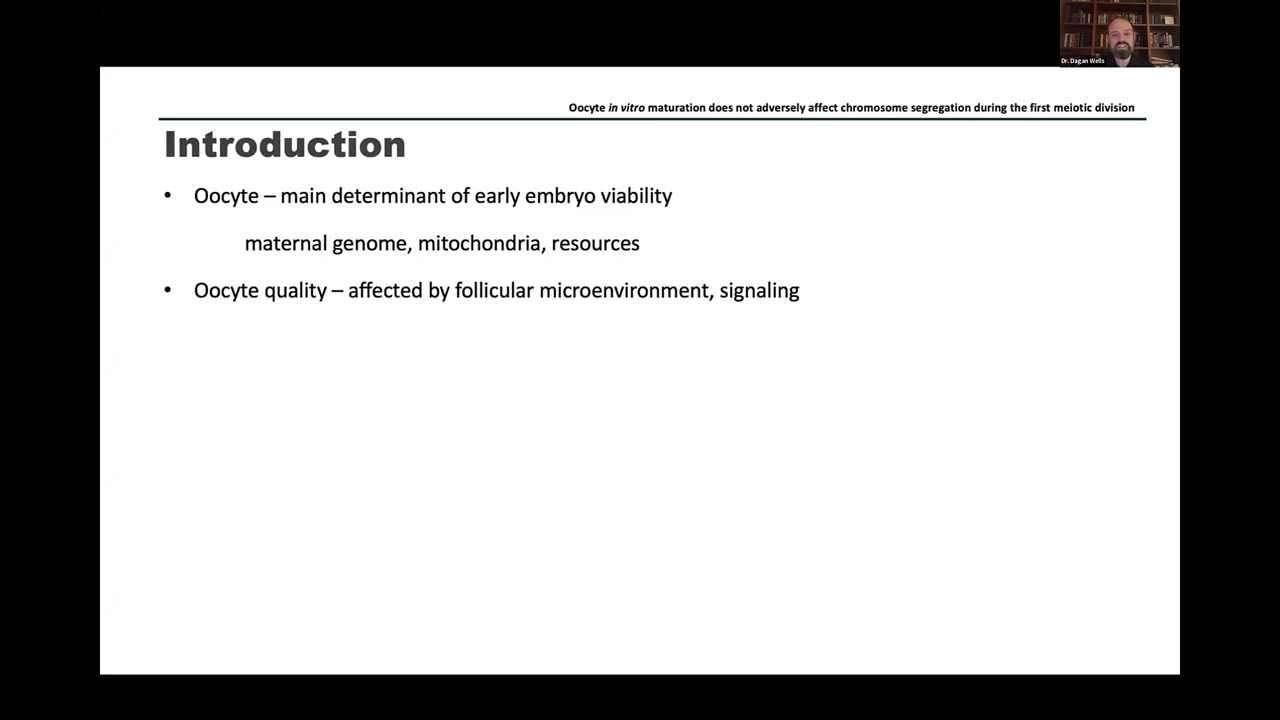 Dr. Dagan Wells
Oocyte in vitro maturation does not adversely affect chromosome segregation during the first meiotic division
Introduction
• Oocyte – main determinant of early embryo viability
maternal genome, mitochondria, resources
• Oocyte quality – affected by follicular microenvironment, signaling